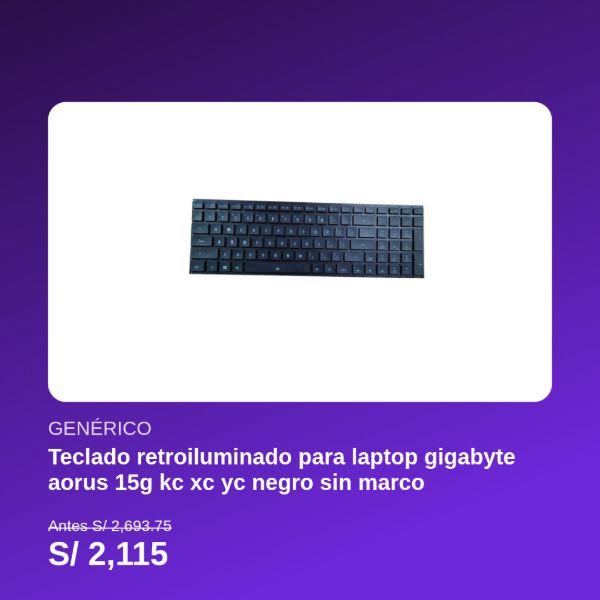 GENÉRICO
Teclado retroiluminado para laptop gigabyte
aorus 15g kc xc yc negro sin marco
Antes S/ 2,693.75
S/ 2,115